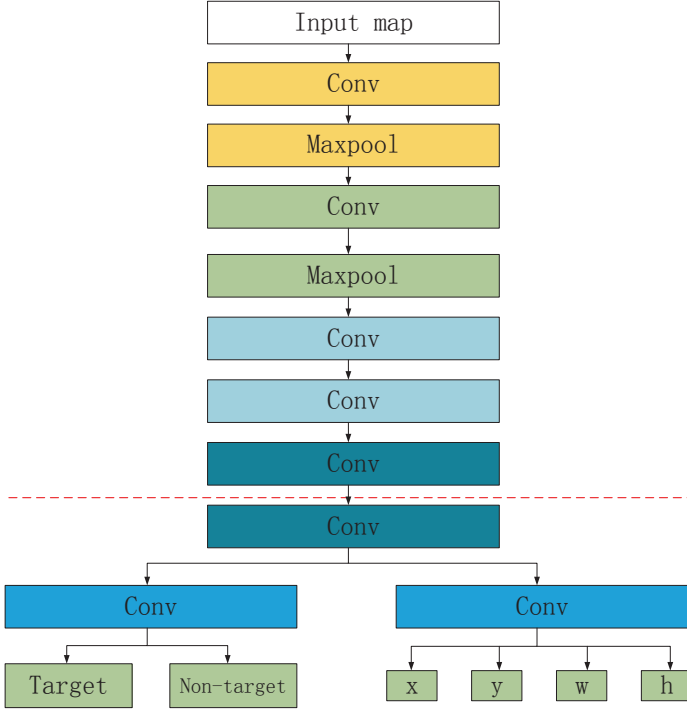 Input map
Conv
Maxpool
Conv
Maxpool
Conv
Conv
Conv
Conv
Conv Conv
Target Non-target x y w h